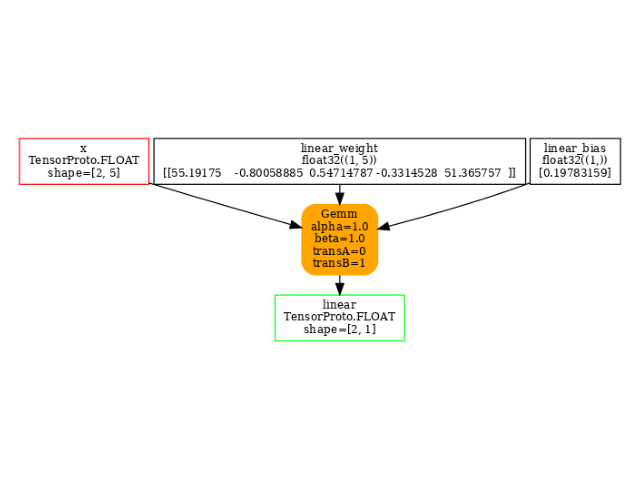 x
TensorProto.FLOAT
shape=[2, 5]
linear_weight
float32((1, 5))
[[55.19175 -0.80058885 0.54714787 -0.3314528 51.365757 ]]
linear_bias
float32((1,))
[0.19783159]
Gemm
alpha=1.0
beta=1.0
transA=0
transB=1
linear
TensorProto.FLOAT
shape=[2, 1]